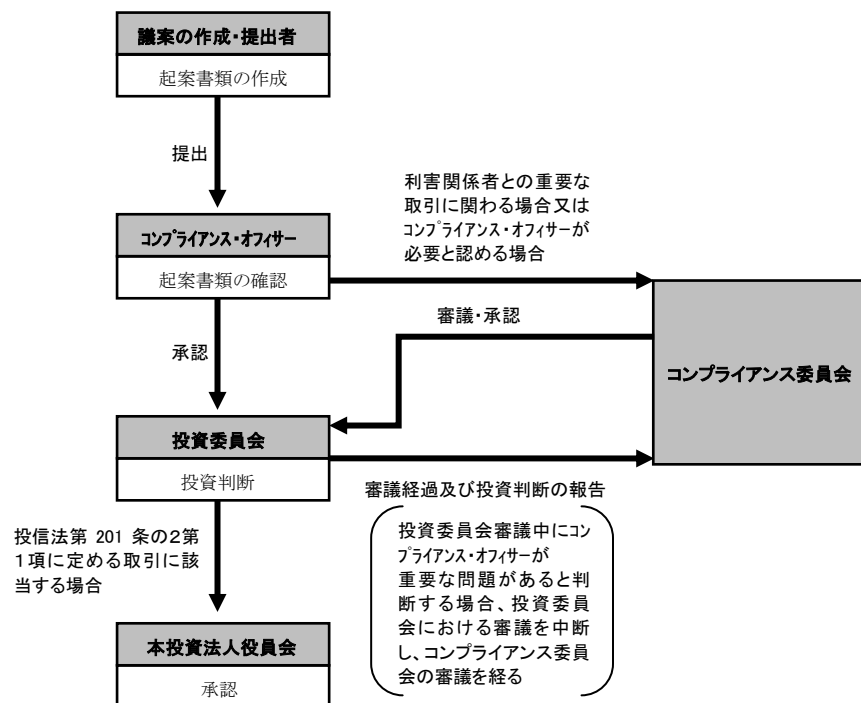 議案の作成・提出者
起案書類の作成
提出
利害関係者との重要な
取引に関わる場合又は
コンプライアンス・オフィサーが
必要と認める場合
コンプライアンス・オフィサー
起案書類の確認
審議・承認
承認
コンプライアンス委員会
投資委員会
投資判断
審議経過及び投資判断の報告
投信法第 201 条の2第
1項に定める取引に該
当する場合
投資委員会審議中にコン
プライアンス・オフィサーが
重要な問題があると判
断する場合、投資委員
会における審議を中断
し、コンプライアンス委員
会の審議を経る
本投資法人役員会
承認